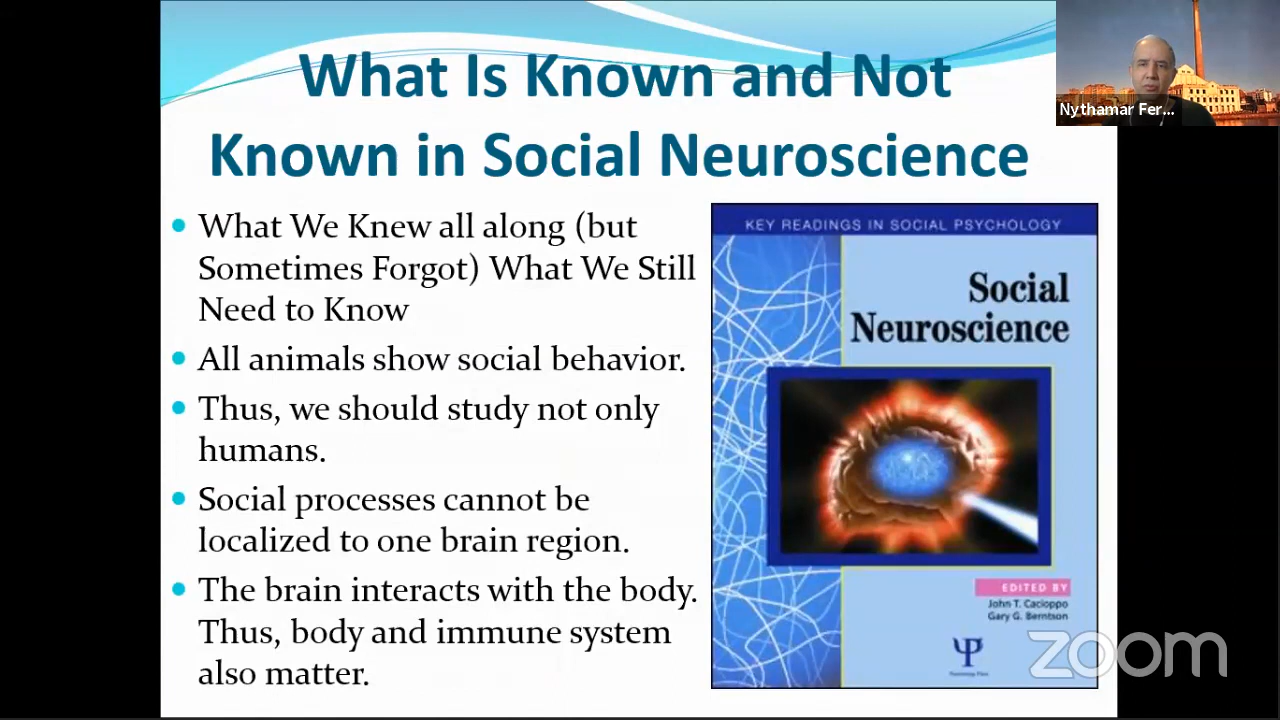 What Is Known and Not
Known in Social Neuroscience
Nythamar Fer...
• What We Knew all along (but
Sometimes Forgot) What We Still
Need to Know
• All animals show social behavior.
• Thus, we should study not only
humans.
• Social processes cannot be
localized to one brain region.
• The brain interacts with the body.
Thus, body and immune system
also matter.
KEY READINGS IN SOCIAL PSYCHOLOGY
Social
Neuroscience
EDITED BY
John T. Cacioppo
Gary G. Berntson
zoom